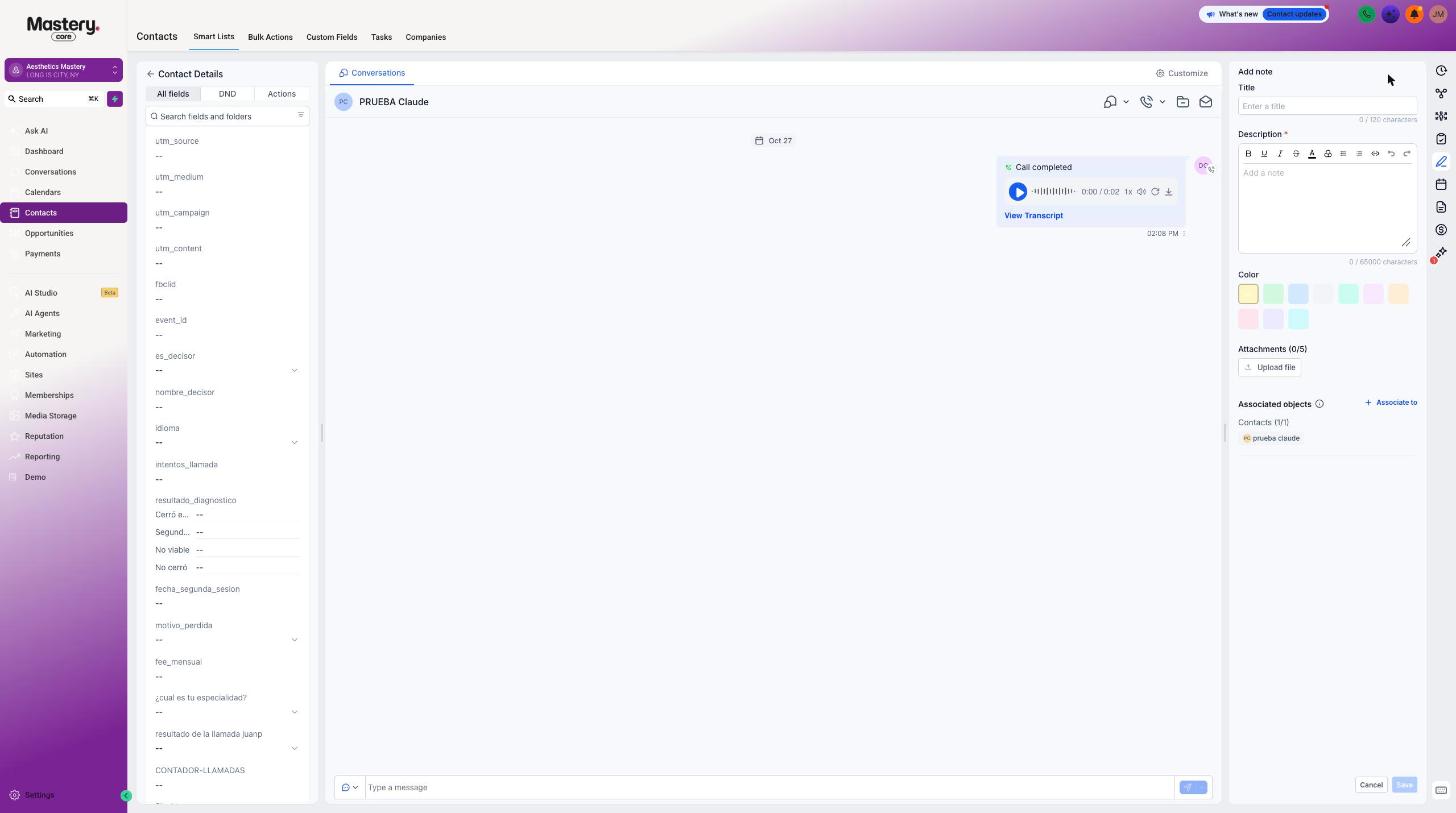 Mastery.
core
Aesthetics Mastery
LONG IS CITY, NY
Search
⌘K
Ask AI
Dashboard
Conversations
Calendars
Contacts
Opportunities
Payments
AI Studio
Beta
AI Agents
Marketing
Automation
Sites
Memberships
Media Storage
Reputation
Reporting
Demo
Settings
Contacts
Smart Lists
Bulk Actions
Custom Fields
Tasks
Companies
What's new
Contact updates
JM
Contact Details
All fields
DND
Actions
Search fields and folders
utm_source
--
utm_medium
--
utm_campaign
--
utm_content
--
fbclid
--
event_id
--
es_decisor
--
nombre_decisor
--
idioma
--
intentos_llamada
--
resultado_diagnostico
Cerró e... --
Segund... --
No viable --
No cerró --
fecha_segunda_sesion
--
motivo_perdida
--
fee_mensual
--
¿cual es tu especialidad?
--
resultado de la llamada juanp
--
CONTADOR-LLAMADAS
--
Conversations
Customize
PC
PRUEBA Claude
Oct 27
Call completed
0:00 / 0:02 1x
View Transcript
02:08 PM
Type a message
Add note
Title
Enter a title
0 / 120 characters
Description *
B U I S A
Add a note
0 / 65000 characters
Color
Attachments (0/5)
Upload file
Associated objects
+ Associate to
Contacts (1/1)
PC prueba claude
Cancel
Save